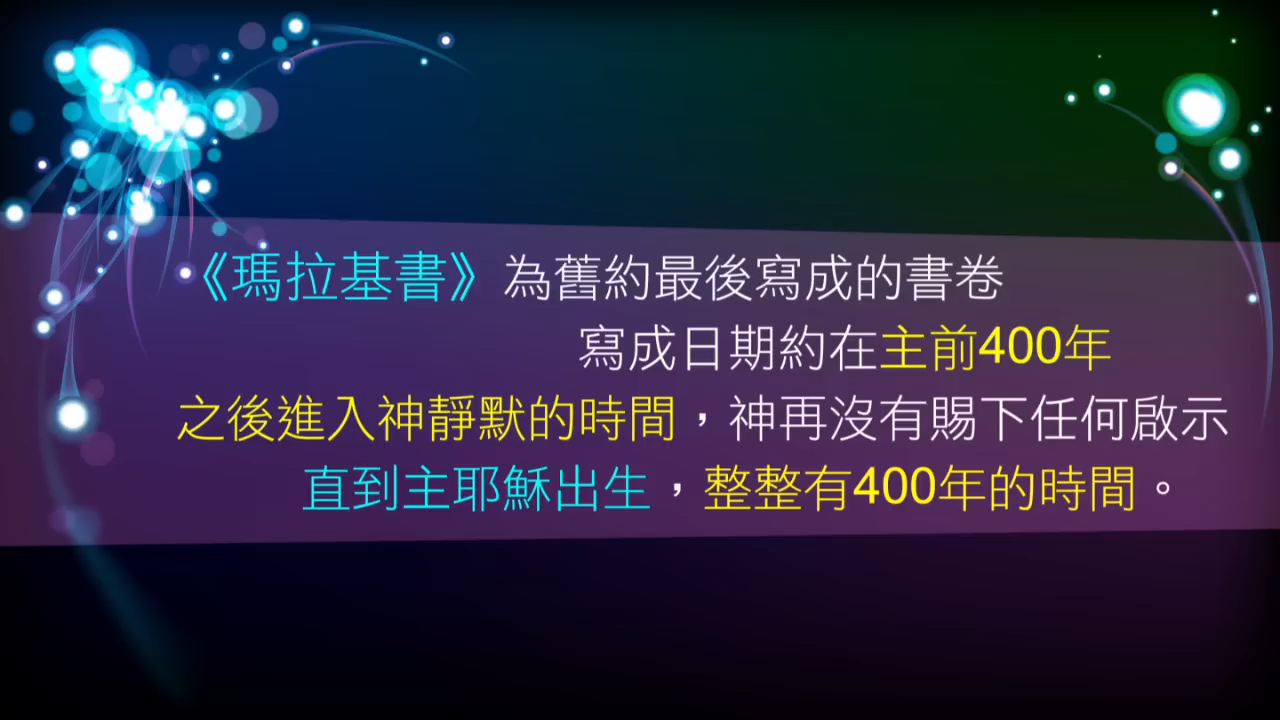 《瑪拉基書》為舊約最後寫成的書卷
寫成日期約在主前400年
之後進入神靜默的時間，神再沒有賜下任何啟示
直到主耶穌出生，整整有400年的時間。